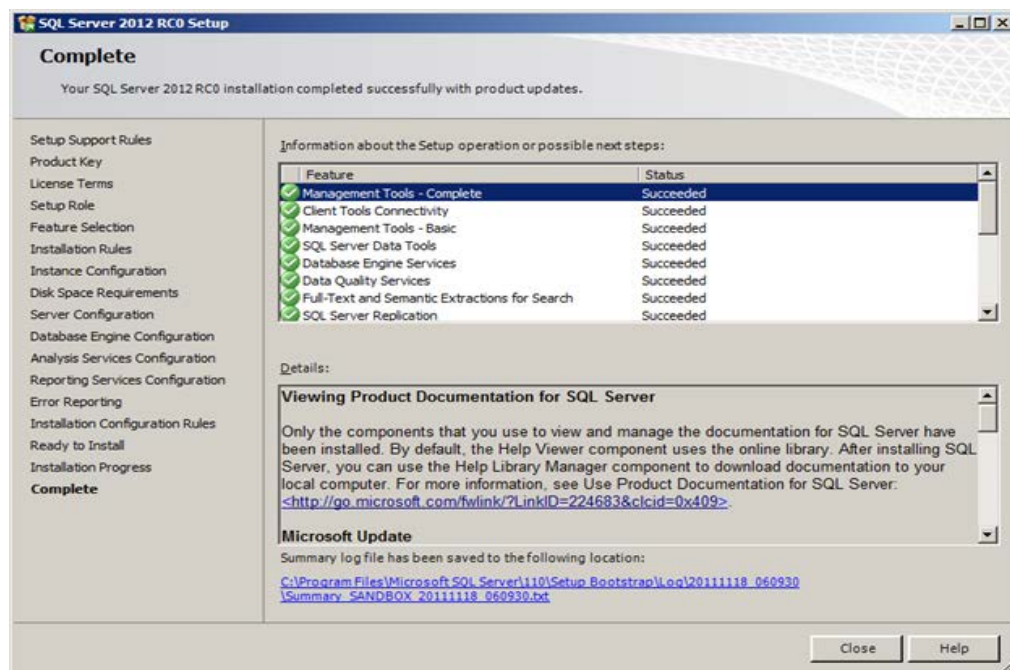 SQL Server 2012 RC0 Setup
Complete
Your SQL Server 2012 RC0 installation completed successfully with product updates.
Setup Support Rules
Product Key
License Terms
Setup Role
Feature Selection
Installation Rules
Instance Configuration
Disk Space Requirements
Server Configuration
Database Engine Configuration
Analysis Services Configuration
Reporting Services Configuration
Error Reporting
Installation Configuration Rules
Ready to Install
Installation Progress
Complete
Information about the Setup operation or possible next steps:
Feature Status
Management Tools - Complete Succeeded
Client Tools Connectivity Succeeded
Management Tools - Basic Succeeded
SQL Server Data Tools Succeeded
Database Engine Services Succeeded
Data Quality Services Succeeded
Full-Text and Semantic Extractions for Search Succeeded
SQL Server Replication Succeeded
Details:
Viewing Product Documentation for SQL Server
Only the components that you use to view and manage the documentation for SQL Server have
been installed. By default, the Help Viewer component uses the online library. After installing SQL
Server, you can use the Help Library Manager component to download documentation to your
local computer. For more information, see Use Product Documentation for SQL Server:
<http://go.microsoft.com/fwlink/?LinkID=224683&clcid=0x409>.
Microsoft Update
Summary log file has been saved to the following location:
C:\Program Files\Microsoft SQL Server\110\Setup Bootstrap\Log\20111118_060930
\Summary_SANDBOX_20111118_060930.txt
Close Help